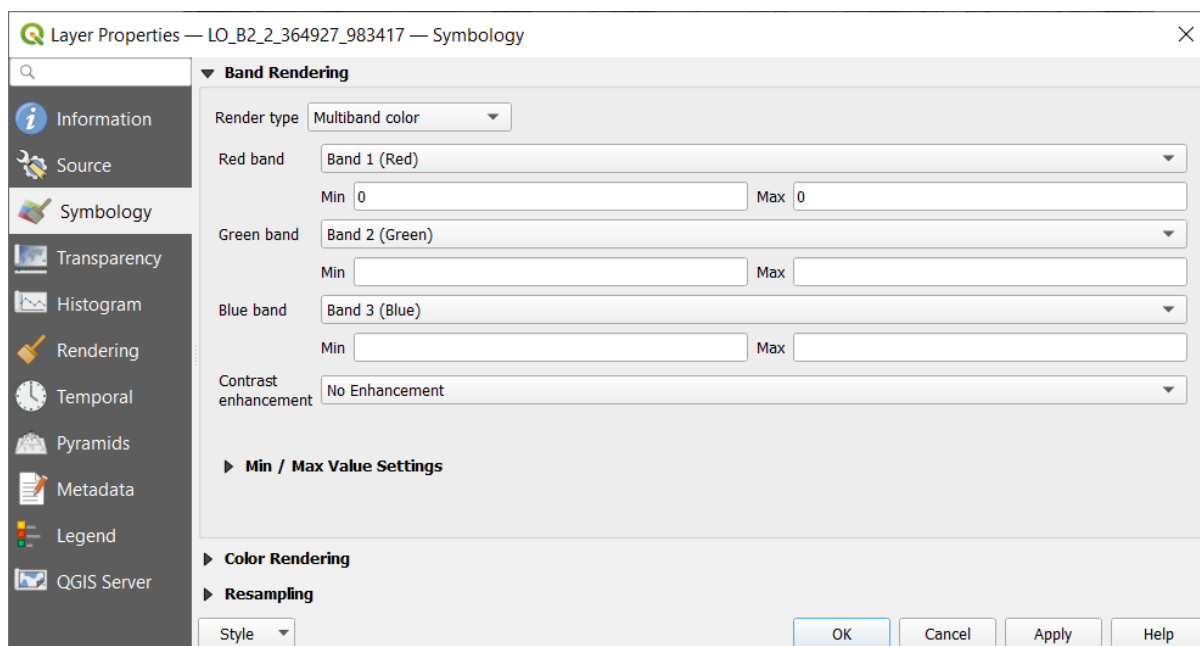 Layer Properties — LO_B2_2_364927_983417 — Symbology
Information
Source
Symbology
Transparency
Histogram
Rendering
Temporal
Pyramids
Metadata
Legend
QGIS Server
Band Rendering
Render type Multiband color
Red band Band 1 (Red)
Min 0 Max 0
Green band Band 2 (Green)
Min Max
Blue band Band 3 (Blue)
Min Max
Contrast
enhancement No Enhancement
Min / Max Value Settings
Color Rendering
Resampling
Style OK Cancel Apply Help